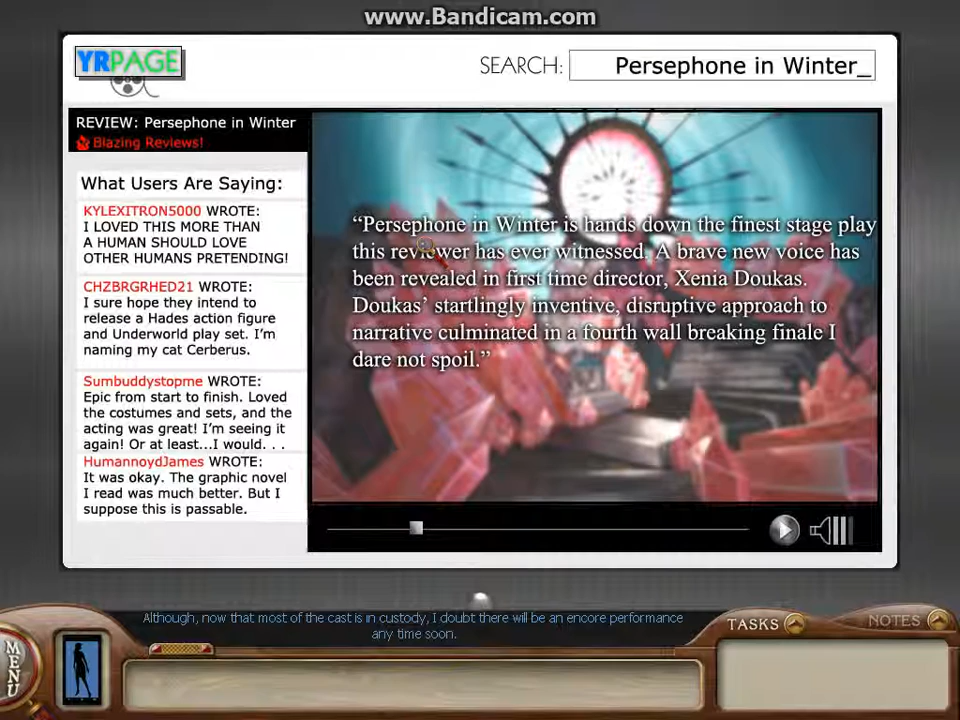 www.Bandicam.com
YRPAGE
SEARCH: Persephone in Winter_
REVIEW: Persephone in Winter
Blazing Reviews!
What Users Are Saying:
KYLEXITRON5000 WROTE:
I LOVED THIS MORE THAN
A HUMAN SHOULD LOVE
OTHER HUMANS PRETENDING!
CHZBRGRHED21 WROTE:
I sure hope they intend to
release a Hades action figure
and Underworld play set. I'm
naming my cat Cerberus.
Sumbuddystopme WROTE:
Epic from start to finish. Loved
the costumes and sets, and the
acting was great! I'm seeing it
again! Or at least...I would. . .
HumannoydJames WROTE:
It was okay. The graphic novel
I read was much better. But I
suppose this is passable.
“Persephone in Winter is hands down the finest stage play
this reviewer has ever witnessed. A brave new voice has
been revealed in first time director, Xenia Doukas.
Doukas’ startlingly inventive, disruptive approach to
narrative culminated in a fourth wall breaking finale I
dare not spoil.”
Although, now that most of the cast is in custody, I doubt there will be an encore performance
any time soon.
MENU
TASKS
NOTES